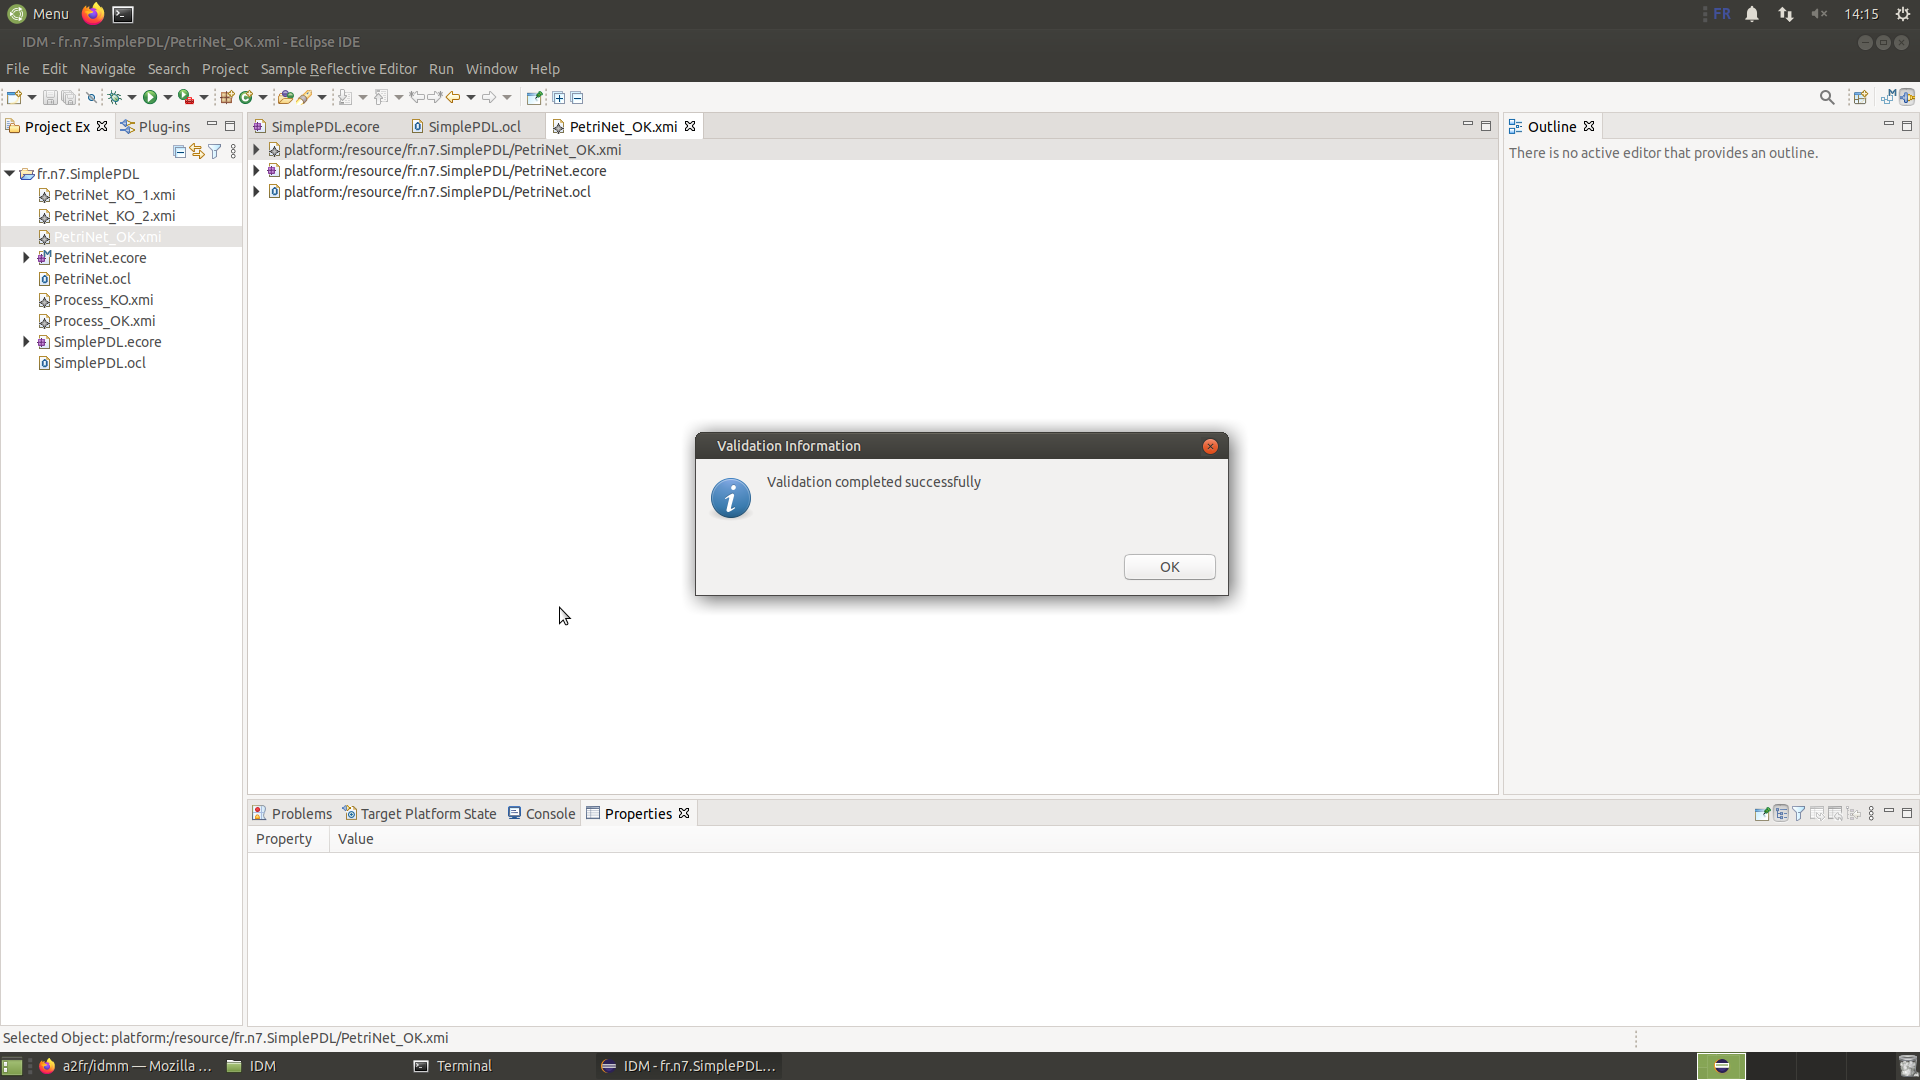 Menu
FR
14:15
IDM - fr.n7.SimplePDL/PetriNet_OK.xmi - Eclipse IDE
File Edit Navigate Search Project Sample Reflective Editor Run Window Help
Project Ex
Plug-ins
fr.n7.SimplePDL
PetriNet_KO_1.xmi
PetriNet_KO_2.xmi
PetriNet_OK.xmi
PetriNet.ecore
PetriNet.ocl
Process_KO.xmi
Process_OK.xmi
SimplePDL.ecore
SimplePDL.ocl
SimplePDL.ecore
SimplePDL.ocl
PetriNet_OK.xmi
platform:/resource/fr.n7.SimplePDL/PetriNet_OK.xmi
platform:/resource/fr.n7.SimplePDL/PetriNet.ecore
platform:/resource/fr.n7.SimplePDL/PetriNet.ocl
Outline
There is no active editor that provides an outline.
Validation Information
Validation completed successfully
OK
Problems
Target Platform State
Console
Properties
Property
Value
Selected Object: platform:/resource/fr.n7.SimplePDL/PetriNet_OK.xmi
a2fr/idmm — Mozilla ...
IDM
Terminal
IDM - fr.n7.SimplePDL...